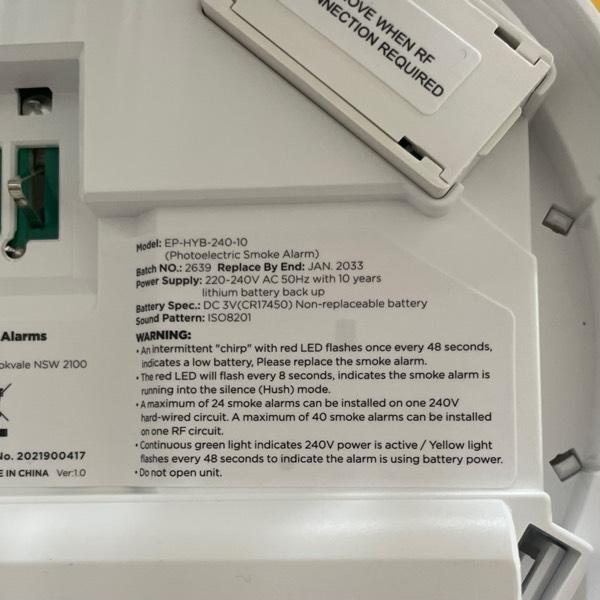 OVE WHEN RF
NNECTION REQUIRED
Model: EP-HYB-240-10
(Photoelectric Smoke Alarm)
Batch NO.: 2639 Replace By End: JAN. 2033
Power Supply: 220-240V AC 50Hz with 10 years
lithium battery back up
Battery Spec.: DC 3V(CR17450) Non-replaceable battery
Sound Pattern: ISO8201
WARNING:
• An intermittent "chirp" with red LED flashes once every 48 seconds,
indicates a low battery, Please replace the smoke alarm.
• The red LED will flash every 8 seconds, indicates the smoke alarm is
running into the silence (Hush) mode.
• A maximum of 24 smoke alarms can be installed on one 240V
hard-wired circuit. A maximum of 40 smoke alarms can be installed
on one RF circuit.
• Continuous green light indicates 240V power is active / Yellow light
flashes every 48 seconds to indicate the alarm is using battery power.
• Do not open unit.
Alarms
okvale NSW 2100
No. 2021900417
E IN CHINA Ver:1.0